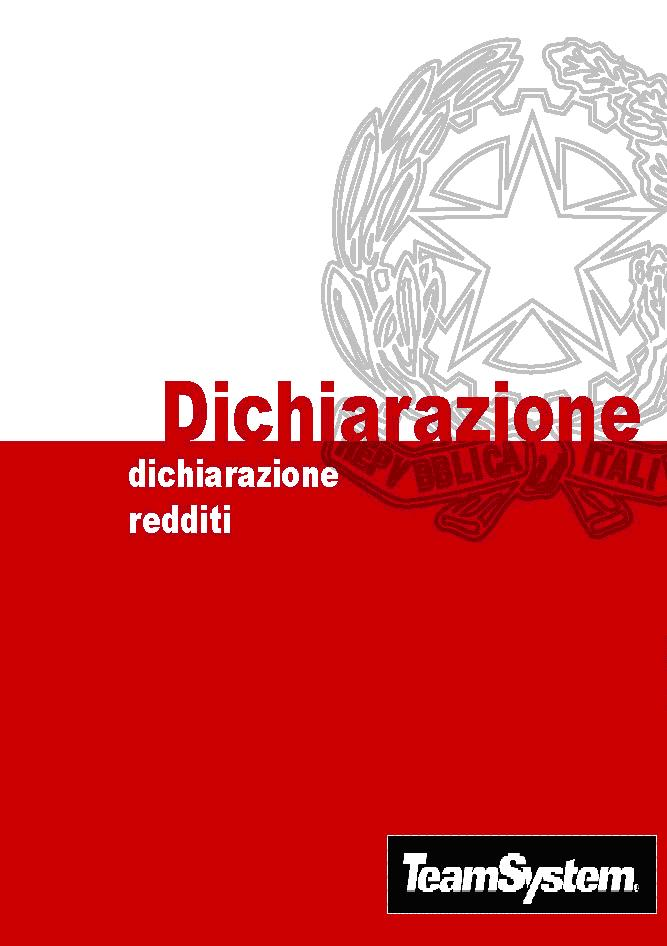 Dichiarazione
REPVBBLICA ITALI
dichiarazione
redditi
TeamSystem®